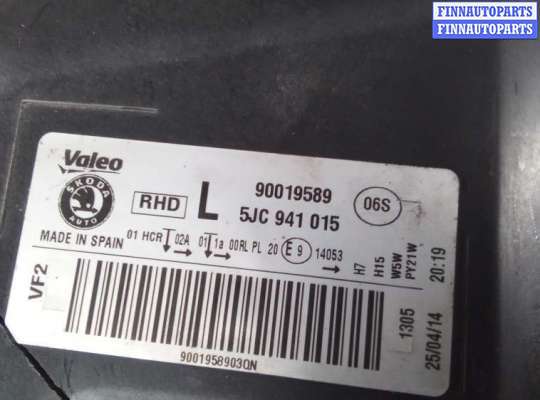 FINNAUTOPARTS
FINNAUTOPARTS
Valeo
ŠKODA
AUTO
RHD
L
90019589
5JC 941 015
06S
MADE IN SPAIN
01 HCR 02A 01 1a 00RL PL 20 E 9 14053
H7
H15
W5W
PY21W
20:19
VF2
1305
25/04/14
9001958903QN